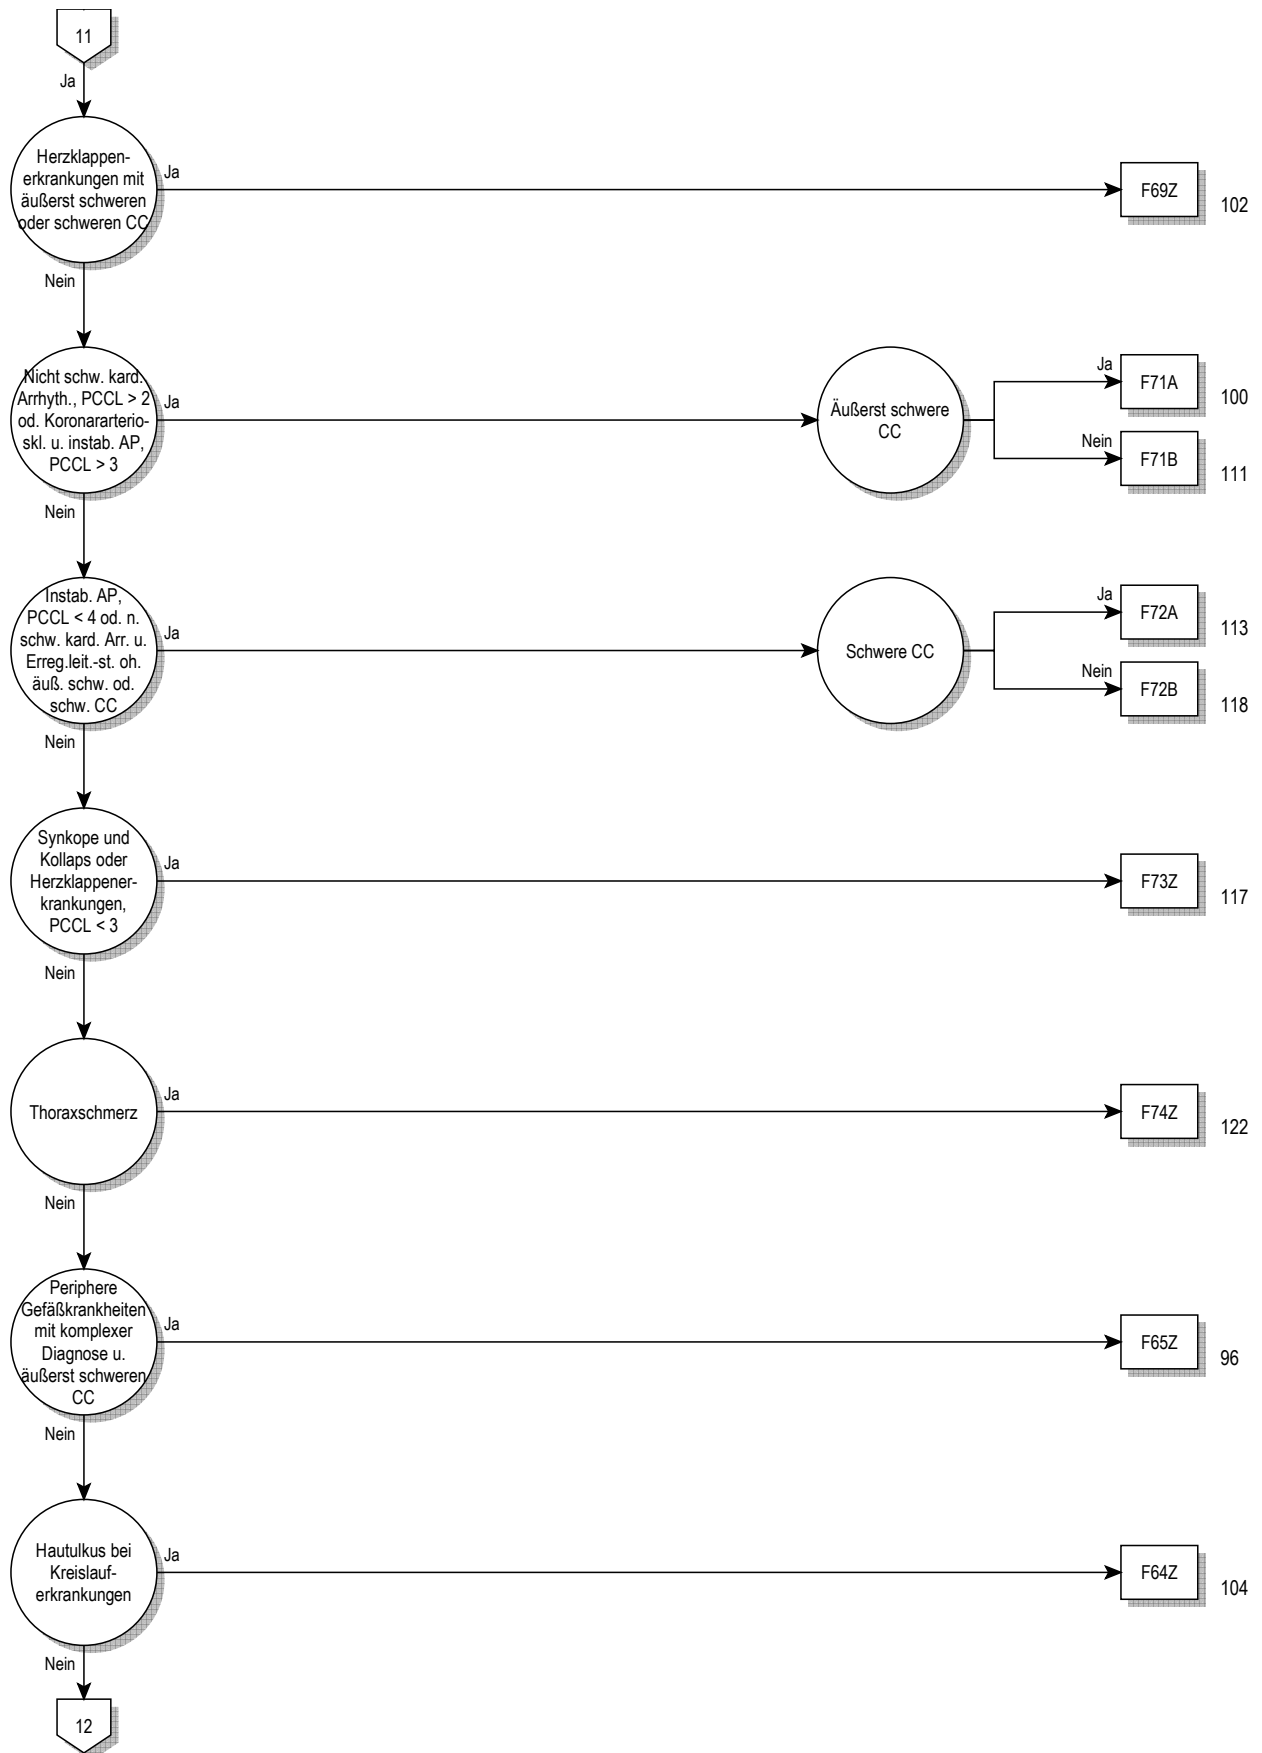 11
Ja
Herzklappen-
erkrankungen mit
äußerst schweren
oder schweren CC
Ja
F69Z
102
Nein
Nicht schw. kard.
Arrhyth., PCCL > 2
od. Koronararterio-
skl. u. instab. AP,
PCCL > 3
Ja
Äußerst schwere
CC
Ja
F71A
100
Nein
F71B
111
Nein
Instab. AP,
PCCL < 4 od. n.
schw. kard. Arr. u.
Erreg.leit.-st. oh.
äuß. schw. od.
schw. CC
Ja
Schwere CC
Ja
F72A
113
Nein
F72B
118
Nein
Synkope und
Kollaps oder
Herzklappener-
krankungen,
PCCL < 3
Ja
F73Z
117
Nein
Thoraxschmerz
Ja
F74Z
122
Nein
Periphere
Gefäßkrankheiten
mit komplexer
Diagnose u.
äußerst schweren
CC
Ja
F65Z
96
Nein
Hautulkus bei
Kreislauf-
erkrankungen
Ja
F64Z
104
Nein
12